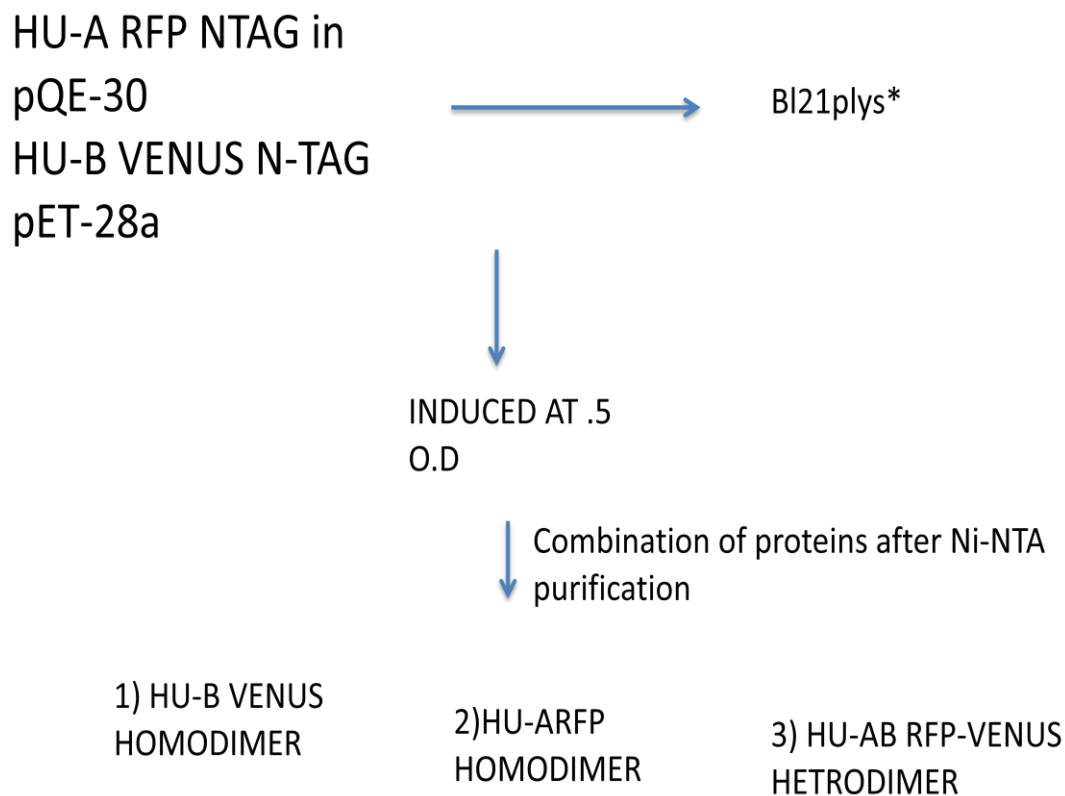 HU-A RFP NTAG in
pQE-30
HU-B VENUS N-TAG
pET-28a
Bl21plys*
INDUCED AT .5
O.D
Combination of proteins after Ni-NTA
purification
1) HU-B VENUS
HOMODIMER
2)HU-ARFP
HOMODIMER
3) HU-AB RFP-VENUS
HETRODIMER